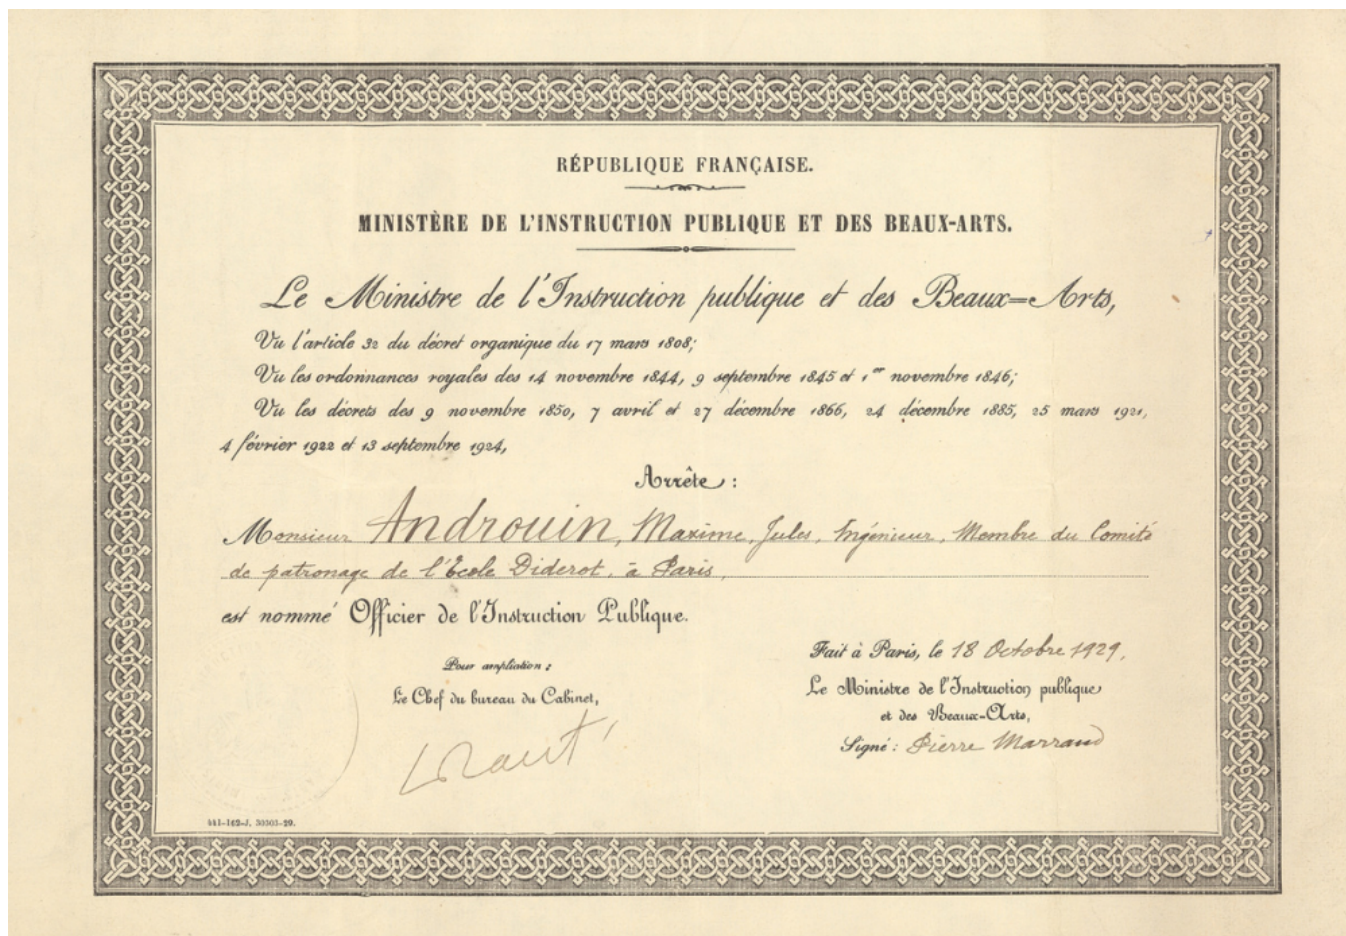 RÉPUBLIQUE FRANÇAISE.
MINISTÈRE DE L'INSTRUCTION PUBLIQUE ET DES BEAUX-ARTS.
Le Ministre de l'Instruction publique et des Beaux=Arts,
Vu l'article 32 du décret organique du 17 mars 1808;
Vu les ordonnances royales des 14 novembre 1844, 9 septembre 1845 et 1er novembre 1846;
Vu les décrets des 9 novembre 1850, 7 avril et 27 décembre 1866, 24 décembre 1885, 25 mars 1921,
4 février 1922 et 13 septembre 1924,
Arrête :
Monsieur Androuin, Maxime, Jules, Ingénieur, Membre du Comité
de patronage de l'Ecole Diderot, à Paris,
est nommé Officier de l'Instruction Publique.
Fait à Paris, le 18 Octobre 1929.
Pour ampliation :
Le Chef du bureau du Cabinet,
Le Ministre de l'Instruction publique
et des Beaux-Arts,
Signé : Pierre Marraud
441-162-J. 30303-29.